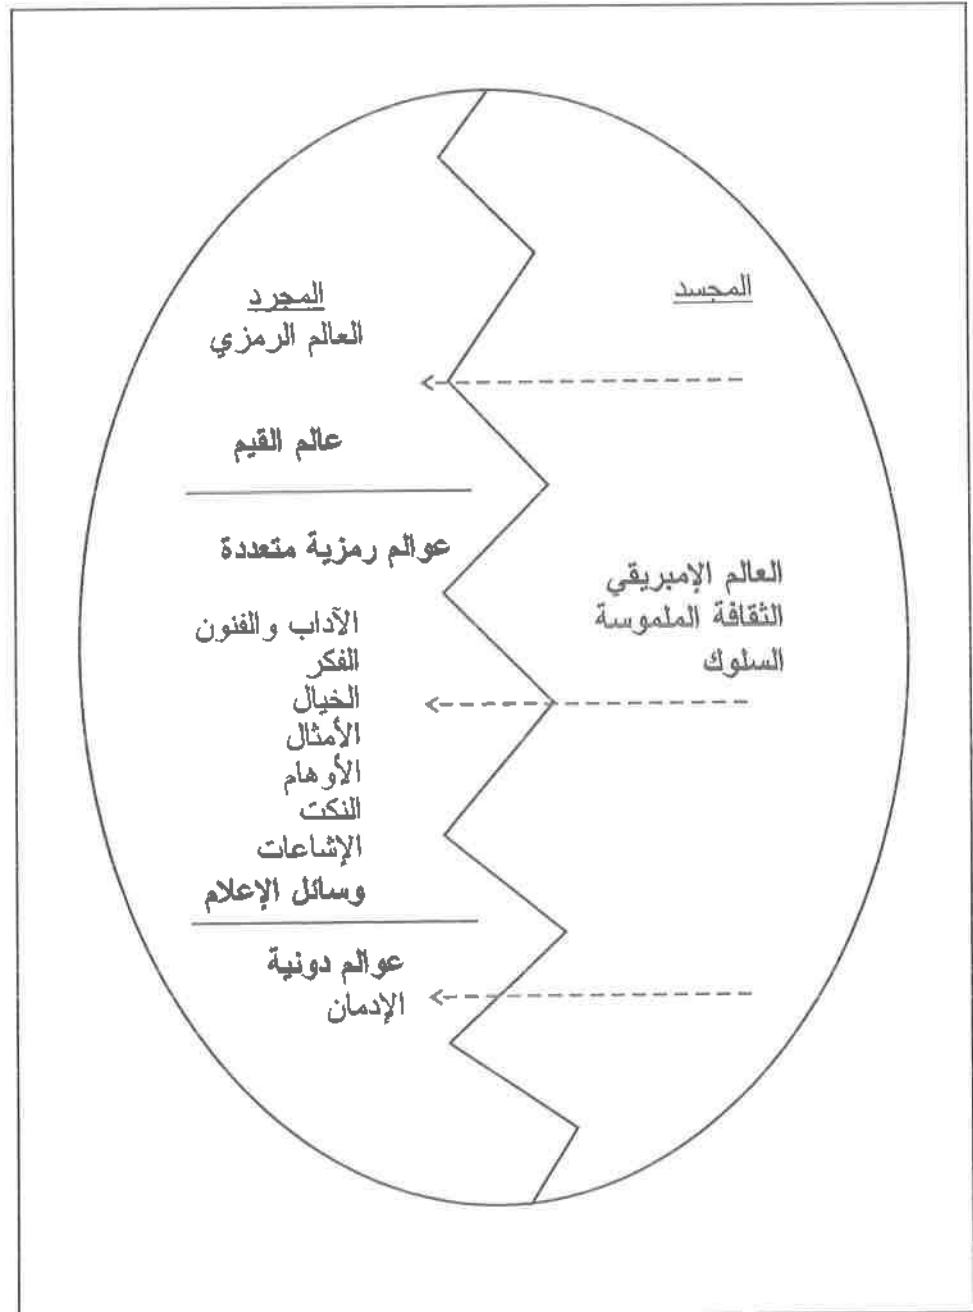 المجسد
العالم الإمبريقي
الثقافة الملموسة
السلوك
المجرد
العالم الرمزي
عالم القيم
عوالم رمزية متعددة
الآداب والفنون
الفكر
الخيال
الأمثال
الأوهام
النكت
الإشاعات
وسائل الإعلام
عوالم دونية
الإدمان